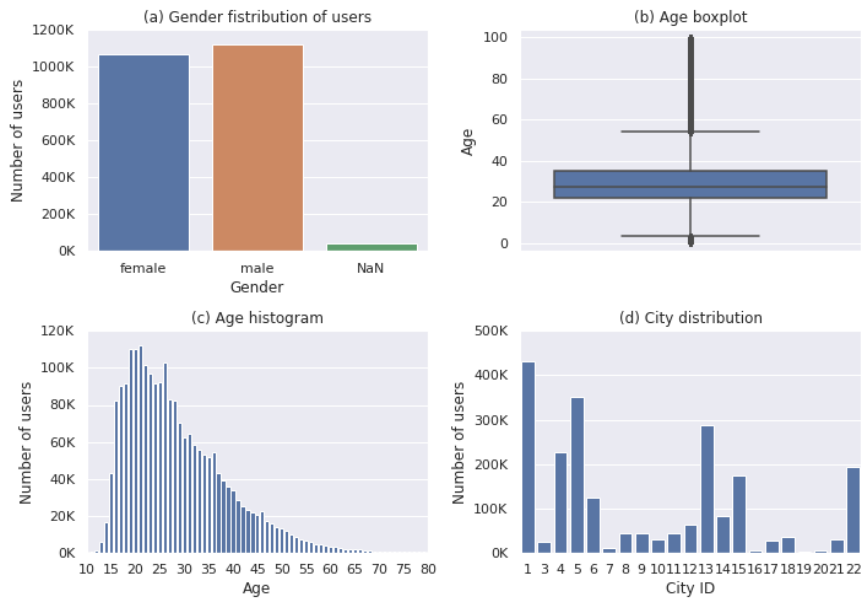 (a) Gender fistribution of users
1200K
1000K
800K
600K
400K
200K
0K
Number of users
female male NaN
Gender
(b) Age boxplot
100
80
60
40
20
0
Age
(c) Age histogram
120K
100K
80K
60K
40K
20K
0K
Number of users
10 15 20 25 30 35 40 45 50 55 60 65 70 75 80
Age
(d) City distribution
500K
400K
300K
200K
100K
0K
Number of users
1 3 4 5 6 7 8 9 10 11 12 13 14 15 16 17 18 19 20 21 22
City ID